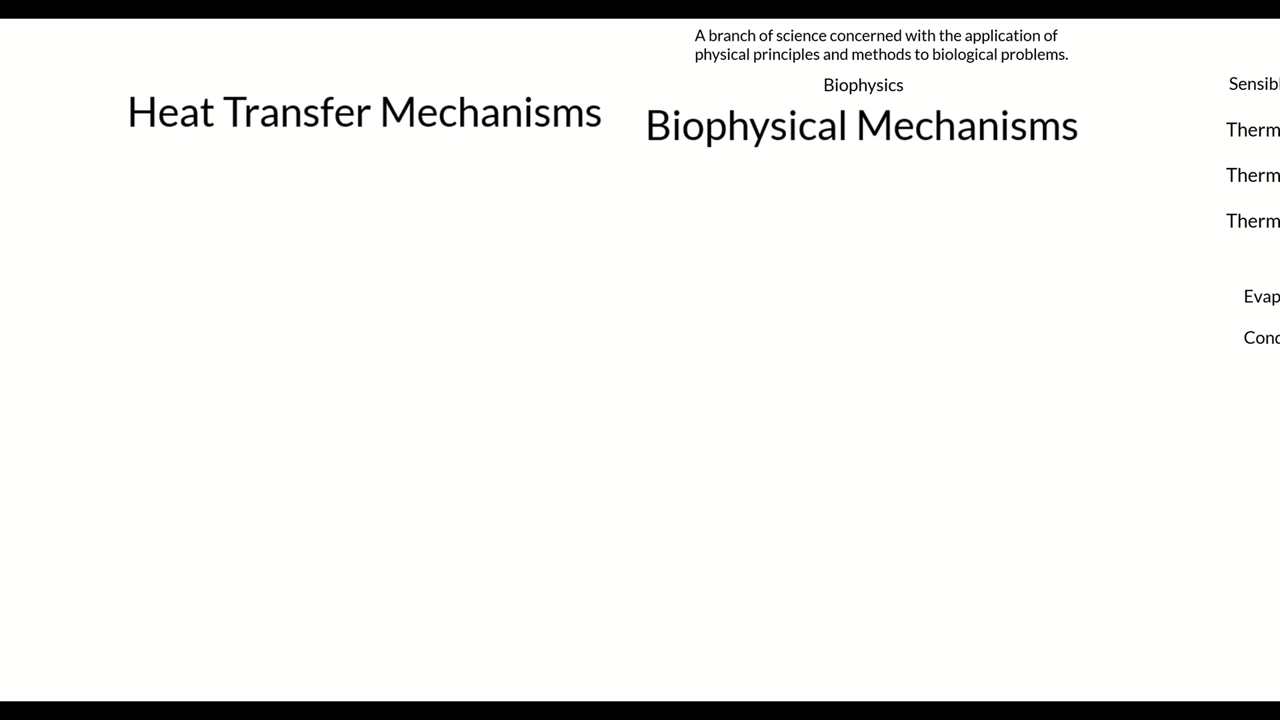 A branch of science concerned with the application of
physical principles and methods to biological problems.
Biophysics
Heat Transfer Mechanisms
Biophysical Mechanisms